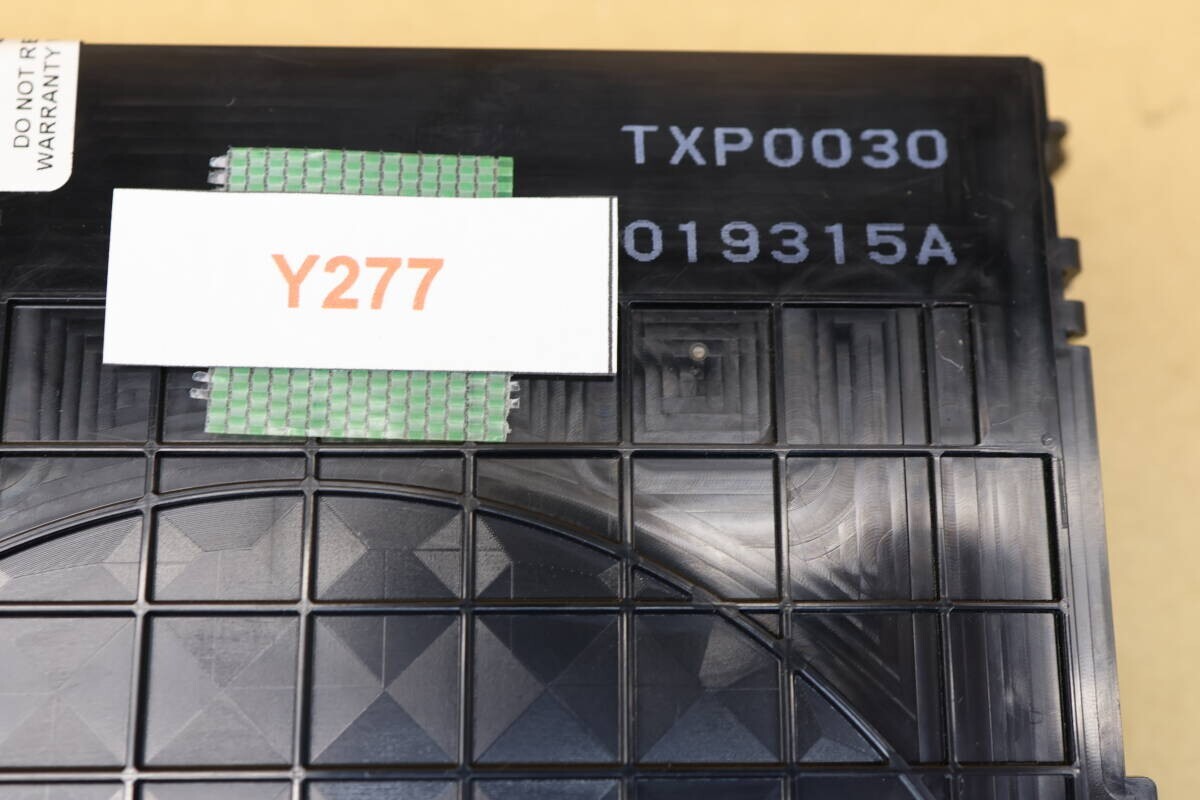 DO NOT RE
WARRANTY
TXP0030
019315A
Y277